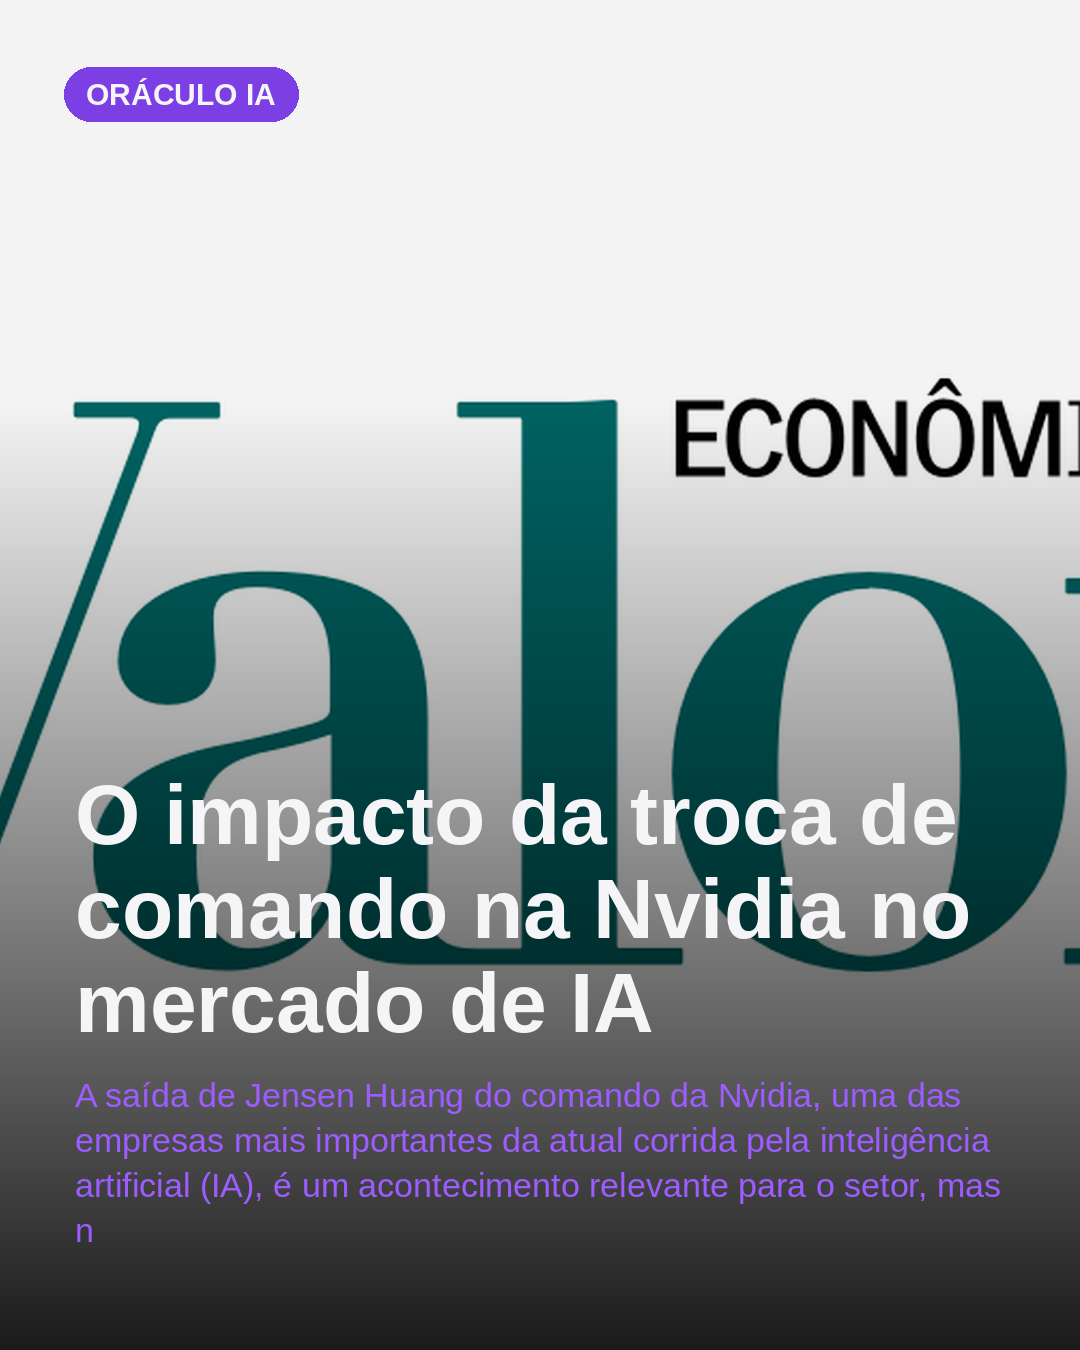 ORÁCULO IA
ECONÔMI
Valor
O impacto da troca de
comando na Nvidia no
mercado de IA
A saída de Jensen Huang do comando da Nvidia, uma das
empresas mais importantes da atual corrida pela inteligência
artificial (IA), é um acontecimento relevante para o setor, mas
n